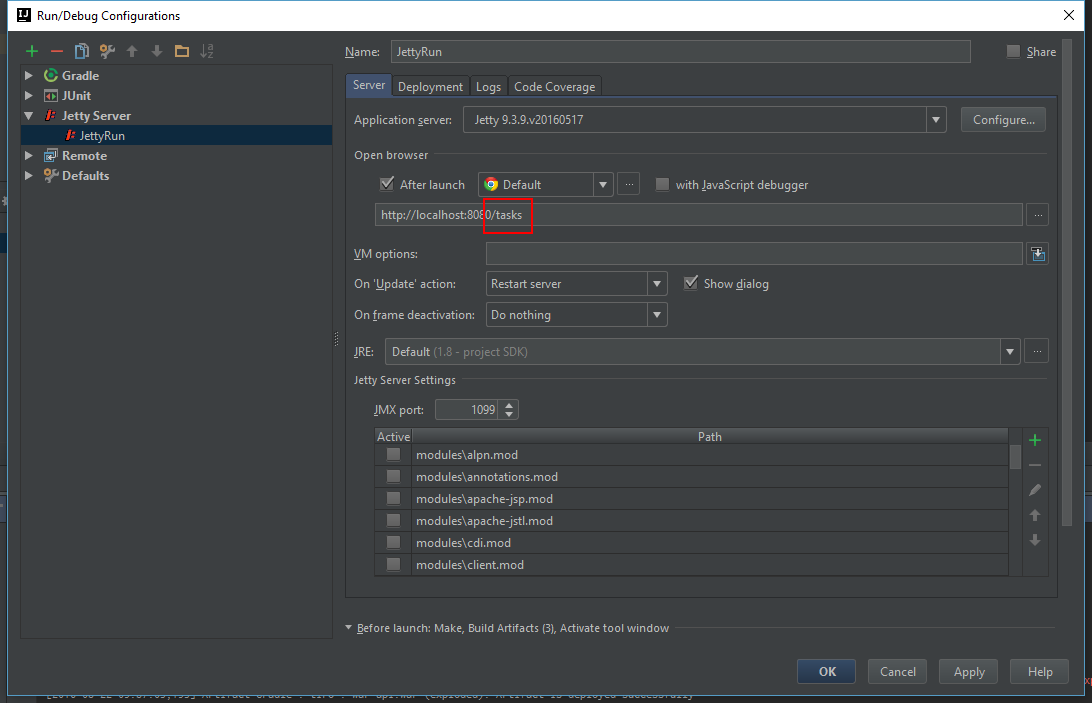 Run/Debug Configurations
Name: JettyRun Share
Gradle
JUnit
Jetty Server
JettyRun
Remote
Defaults
Server Deployment Logs Code Coverage
Application server: Jetty 9.3.9.v20160517 Configure...
Open browser
After launch Default ... with JavaScript debugger
http://localhost:8080/tasks ...
VM options:
On 'Update' action: Restart server Show dialog
On frame deactivation: Do nothing
JRE: Default (1.8 - project SDK) ...
Jetty Server Settings
JMX port: 1099
Active Path
modules\alpn.mod
modules\annotations.mod
modules\apache-jsp.mod
modules\apache-jstl.mod
modules\cdi.mod
modules\client.mod
Before launch: Make, Build Artifacts (3), Activate tool window
OK Cancel Apply Help